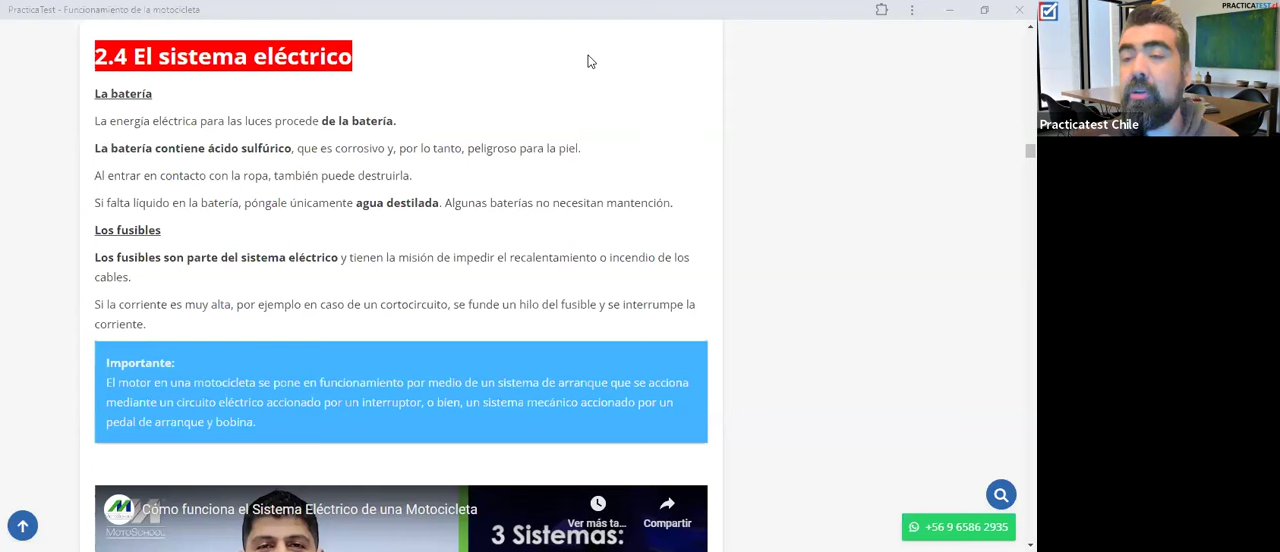 PracticaTest - Funcionamiento de la motocicleta
PRACTICATEST.cl
2.4 El sistema eléctrico
La batería
La energía eléctrica para las luces procede de la batería.
Practicatest Chile
La batería contiene ácido sulfúrico, que es corrosivo y, por lo tanto, peligroso para la piel.
Al entrar en contacto con la ropa, también puede destruirla.
Si falta líquido en la batería, póngale únicamente agua destilada. Algunas baterías no necesitan mantención.
Los fusibles
Los fusibles son parte del sistema eléctrico y tienen la misión de impedir el recalentamiento o incendio de los
cables.
Si la corriente es muy alta, por ejemplo en caso de un cortocircuito, se funde un hilo del fusible y se interrumpe la
corriente.
Importante:
El motor en una motocicleta se pone en funcionamiento por medio de un sistema de arranque que se acciona
mediante un circuito eléctrico accionado por un interruptor, o bien, un sistema mecánico accionado por un
pedal de arranque y bobina.
Cómo funciona el Sistema Eléctrico de una Motocicleta
Ver más ta...
Compartir
MOTOSCHOOL
3 Sistemas:
+56 9 6586 2935